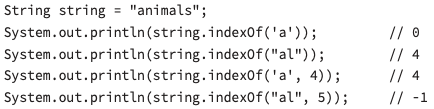 String string = "animals";
System.out.println(string.indexOf('a')); // 0
System.out.println(string.indexOf("al")); // 4
System.out.println(string.indexOf('a', 4)); // 4
System.out.println(string.indexOf("al", 5)); // -1